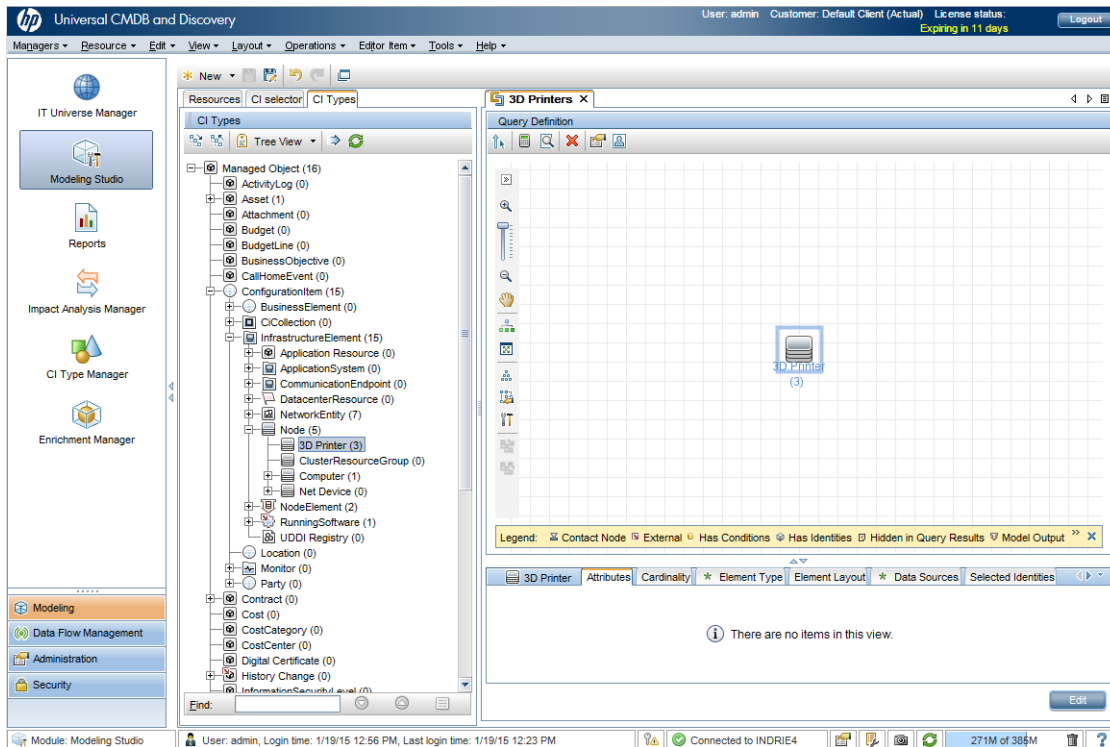 hp Universal CMDB and Discovery
User: admin Customer: Default Client (Actual) License status:
Expiring in 11 days
Logout
Managers Resource Edit View Layout Operations Editor Item Tools Help
IT Universe Manager
Modeling Studio
Reports
Impact Analysis Manager
CI Type Manager
Enrichment Manager
Modeling
Data Flow Management
Administration
Security
New
Resources CI selector CI Types
CI Types
Tree View
Managed Object (16)
ActivityLog (0)
Asset (1)
Attachment (0)
Budget (0)
BudgetLine (0)
BusinessObjective (0)
CallHomeEvent (0)
ConfigurationItem (15)
BusinessElement (0)
CiCollection (0)
InfrastructureElement (15)
Application Resource (0)
ApplicationSystem (0)
CommunicationEndpoint (0)
DatacenterResource (0)
NetworkEntity (7)
Node (5)
3D Printer (3)
ClusterResourceGroup (0)
Computer (1)
Net Device (0)
NodeElement (2)
RunningSoftware (1)
UDDI Registry (0)
Location (0)
Monitor (0)
Party (0)
Contract (0)
Cost (0)
CostCategory (0)
CostCenter (0)
Digital Certificate (0)
History Change (0)
InformationSecurityLevel (0)
Find:
3D Printers
Query Definition
3D Printer
(3)
Legend: Contact Node External Has Conditions Has Identities Hidden in Query Results Model Output
3D Printer Attributes Cardinality * Element Type Element Layout * Data Sources Selected Identities
There are no items in this view.
Edit
Module: Modeling Studio
User: admin, Login time: 1/19/15 12:56 PM, Last login time: 1/19/15 12:23 PM
Connected to INDRIE4
271M of 385M